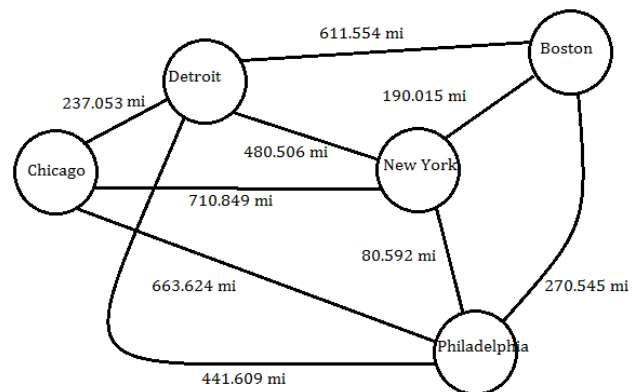 611.554 mi
Boston
Detroit
237.053 mi
190.015 mi
480.506 mi
Chicago
New York
710.849 mi
80.592 mi
663.624 mi
270.545 mi
Philadelphia
441.609 mi